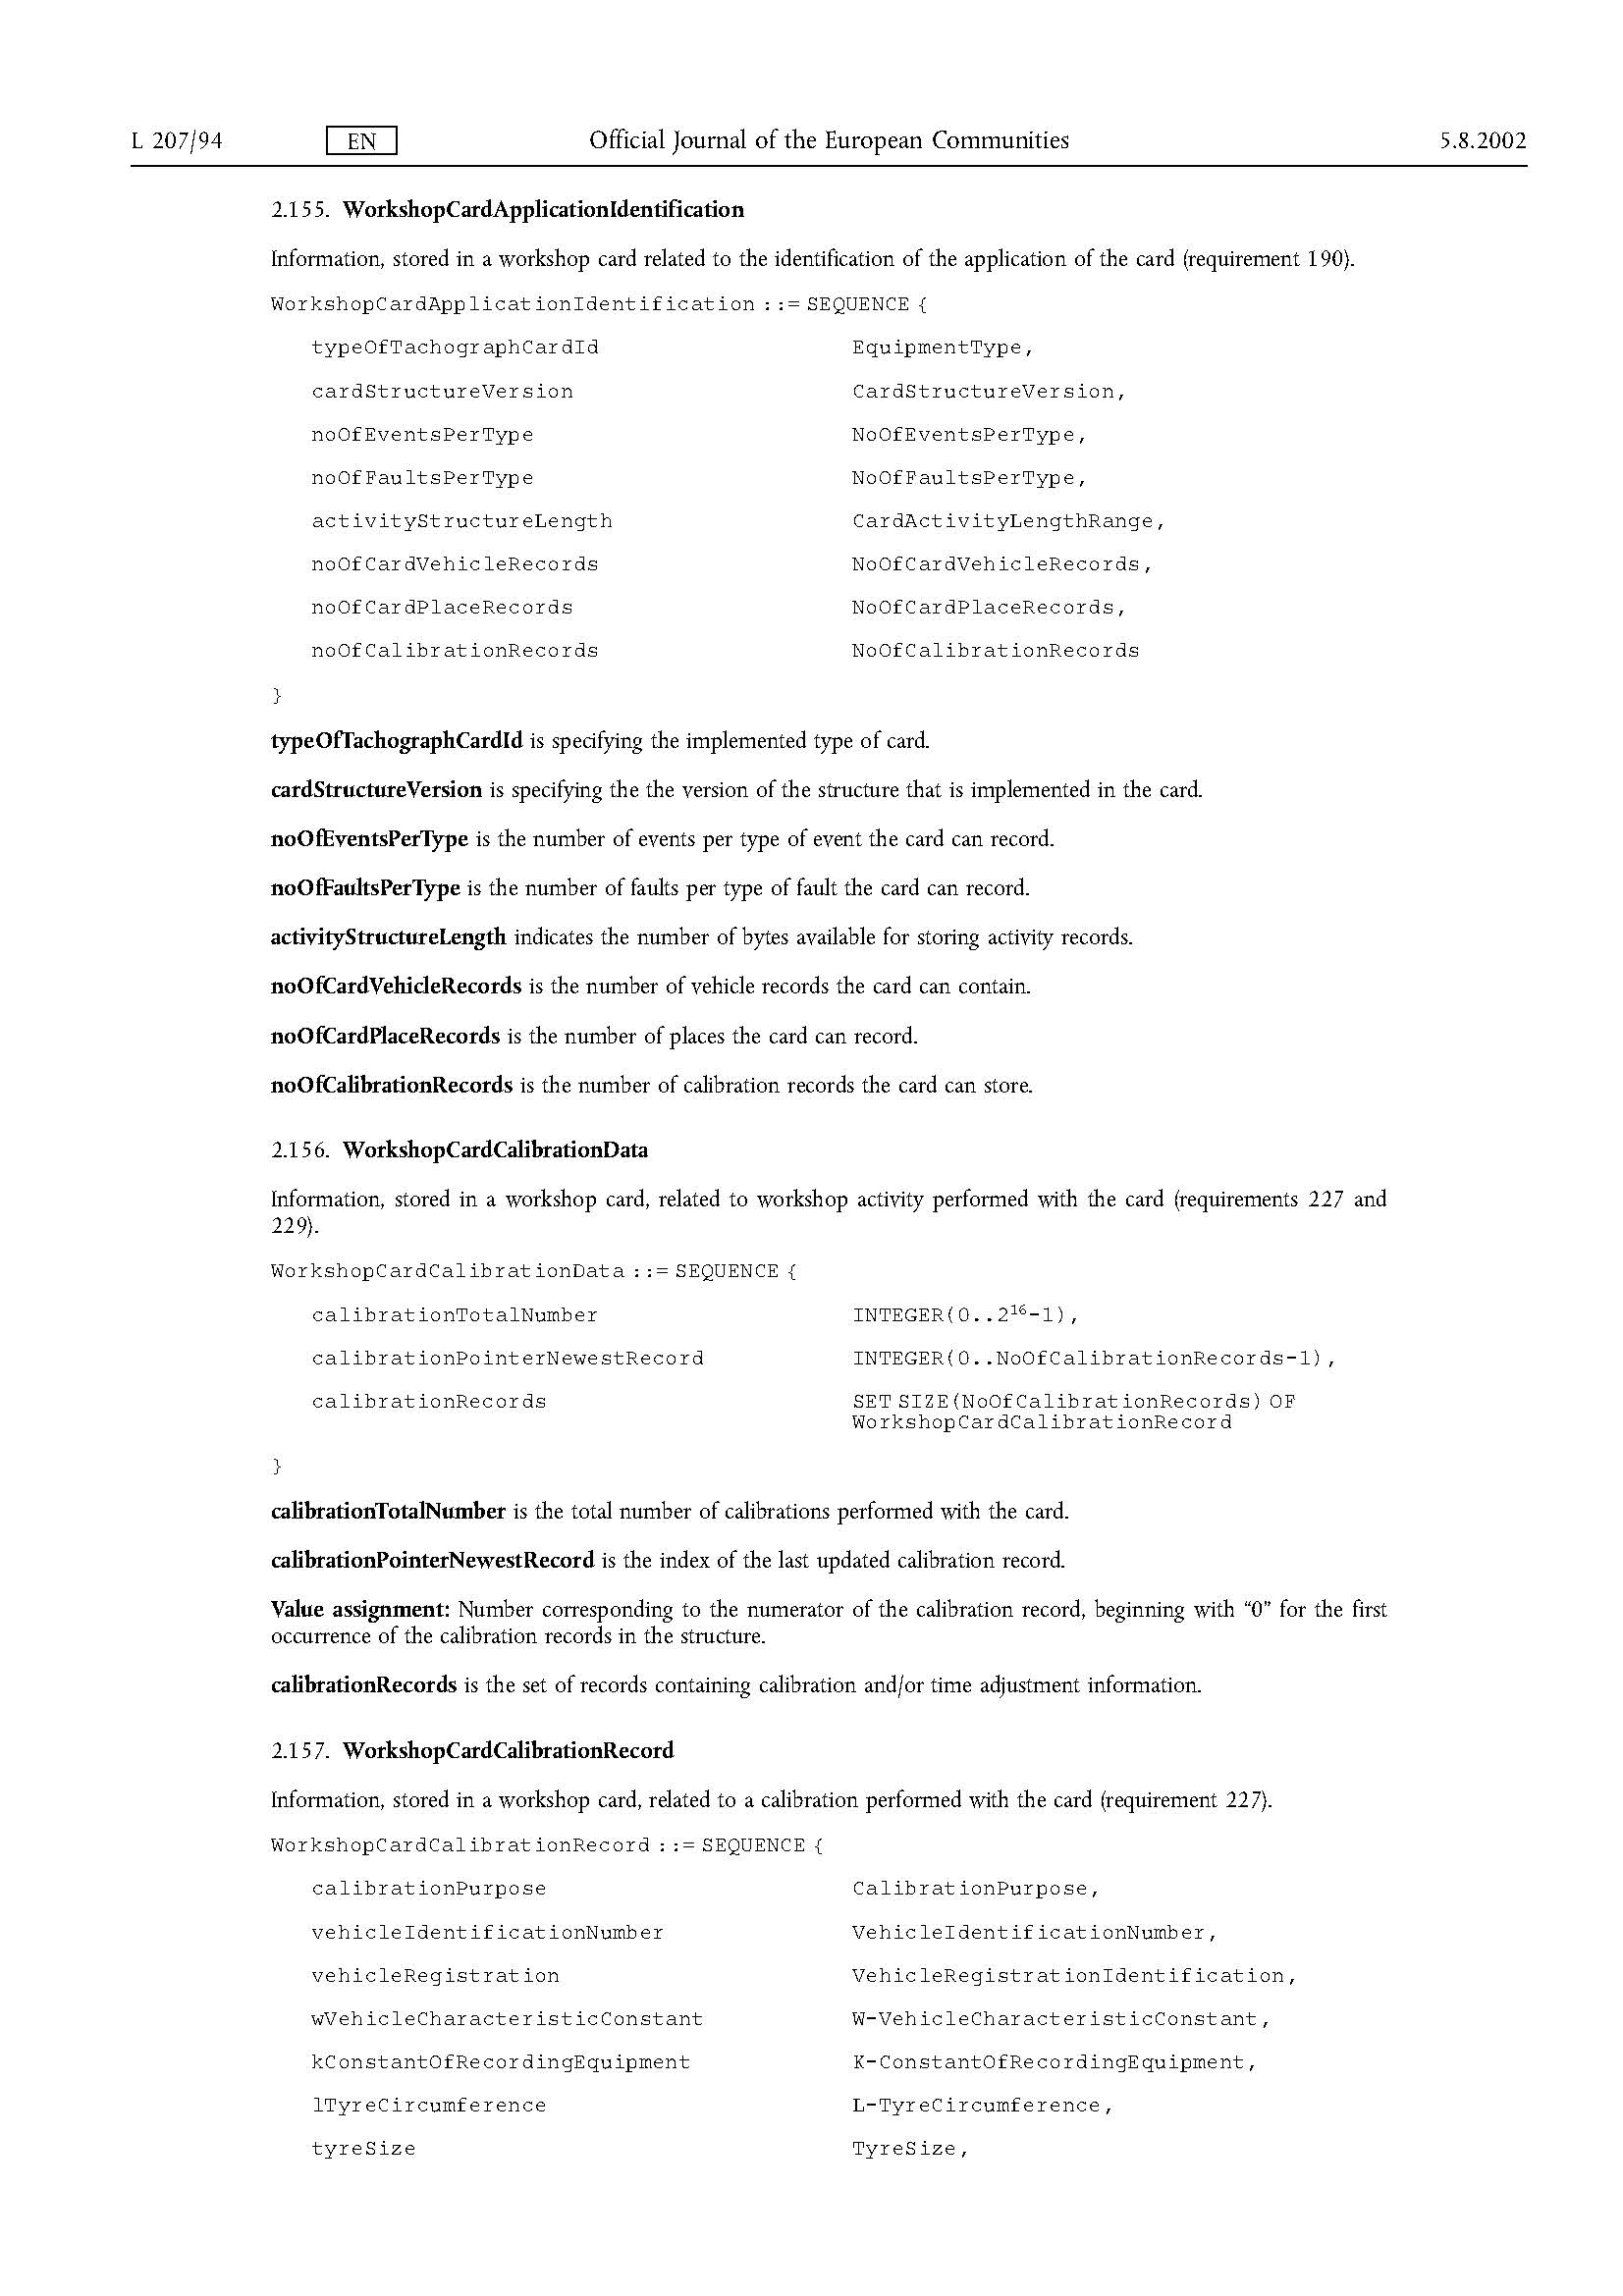 L 207/94 EN Official Journal of the European Communities 5.8.2002
2.155. WorkshopCardApplicationIdentification
Information, stored in a workshop card related to the identification of the application of the card (requirement 190).
WorkshopCardApplicationIdentification ::= SEQUENCE {
typeOfTachographCardId EquipmentType,
cardStructureVersion CardStructureVersion,
noOfEventsPerType NoOfEventsPerType,
noOfFaultsPerType NoOfFaultsPerType,
activityStructureLength CardActivityLengthRange,
noOfCardVehicleRecords NoOfCardVehicleRecords,
noOfCardPlaceRecords NoOfCardPlaceRecords,
noOfCalibrationRecords NoOfCalibrationRecords
}
typeOfTachographCardId is specifying the implemented type of card.
cardStructureVersion is specifying the the version of the structure that is implemented in the card.
noOfEventsPerType is the number of events per type of event the card can record.
noOfFaultsPerType is the number of faults per type of fault the card can record.
activityStructureLength indicates the number of bytes available for storing activity records.
noOfCardVehicleRecords is the number of vehicle records the card can contain.
noOfCardPlaceRecords is the number of places the card can record.
noOfCalibrationRecords is the number of calibration records the card can store.
2.156. WorkshopCardCalibrationData
Information, stored in a workshop card, related to workshop activity performed with the card (requirements 227 and
229).
WorkshopCardCalibrationData ::= SEQUENCE {
calibrationTotalNumber INTEGER(0..2¹⁶-1),
calibrationPointerNewestRecord INTEGER(0..NoOfCalibrationRecords-1),
calibrationRecords SET SIZE(NoOfCalibrationRecords) OF
WorkshopCardCalibrationRecord
}
calibrationTotalNumber is the total number of calibrations performed with the card.
calibrationPointerNewestRecord is the index of the last updated calibration record.
Value assignment: Number corresponding to the numerator of the calibration record, beginning with “0” for the first
occurrence of the calibration records in the structure.
calibrationRecords is the set of records containing calibration and/or time adjustment information.
2.157. WorkshopCardCalibrationRecord
Information, stored in a workshop card, related to a calibration performed with the card (requirement 227).
WorkshopCardCalibrationRecord ::= SEQUENCE {
calibrationPurpose CalibrationPurpose,
vehicleIdentificationNumber VehicleIdentificationNumber,
vehicleRegistration VehicleRegistrationIdentification,
wVehicleCharacteristicConstant W-VehicleCharacteristicConstant,
kConstantOfRecordingEquipment K-ConstantOfRecordingEquipment,
lTyreCircumference L-TyreCircumference,
tyreSize TyreSize,